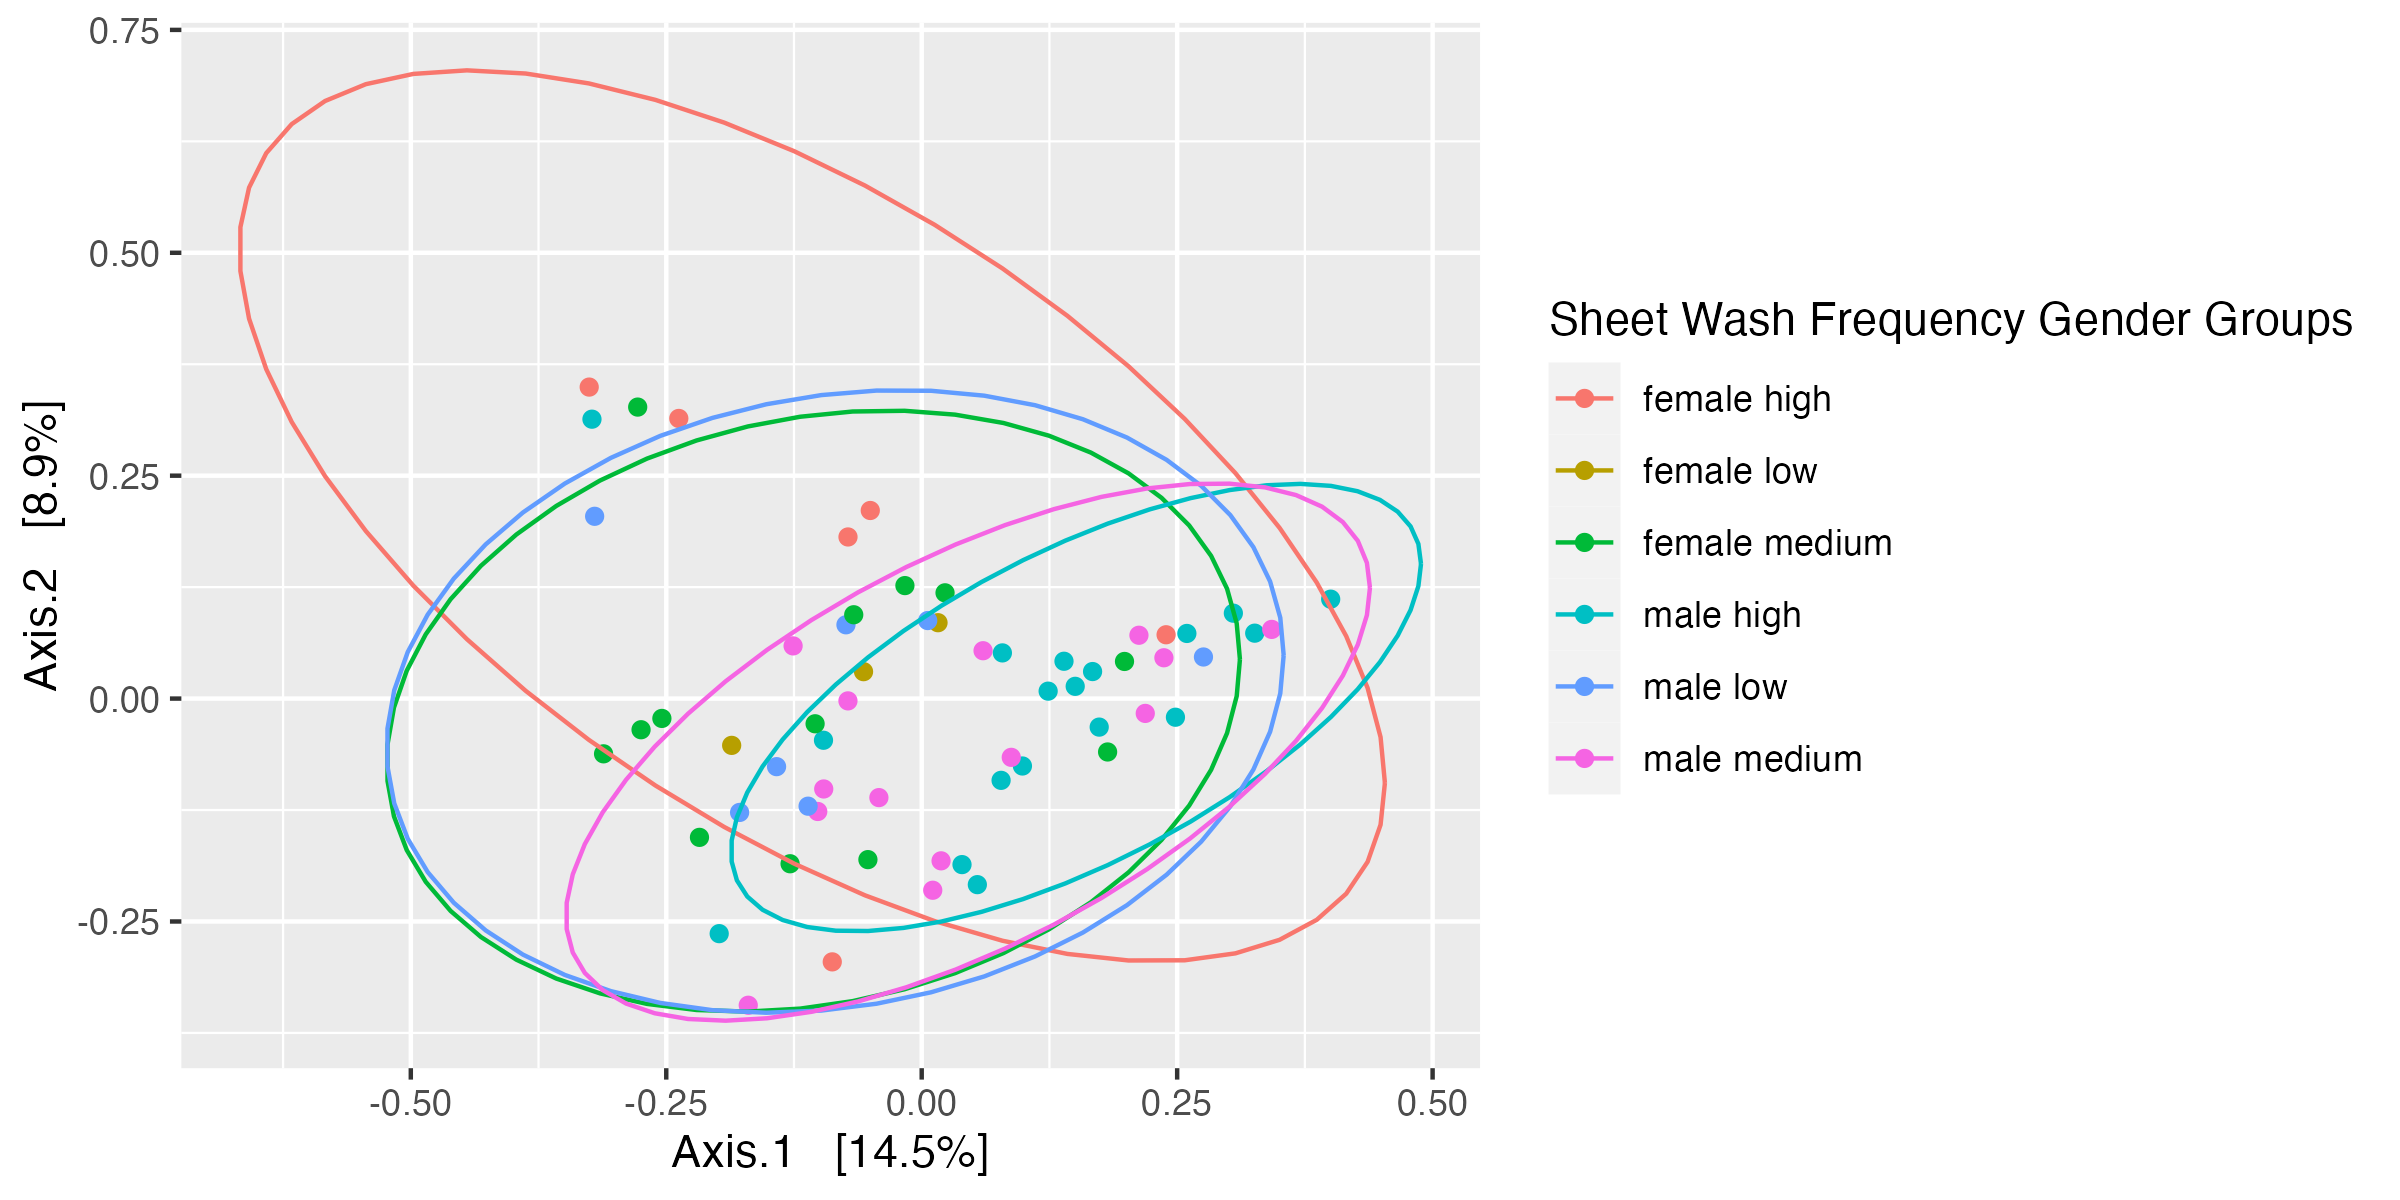 0.75
0.50
0.25
0.00
-0.25
Axis.2 [8.9%]
-0.50 -0.25 0.00 0.25 0.50
Axis.1 [14.5%]
Sheet Wash Frequency Gender Groups
female high
female low
female medium
male high
male low
male medium